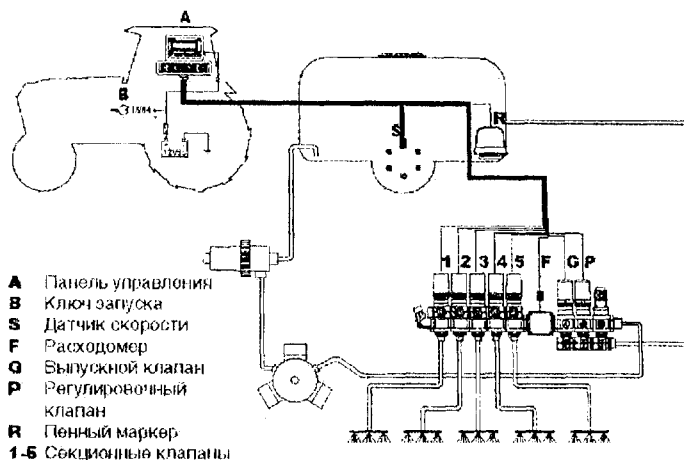 A
B
12V
R
S
1 2 3 4 5 F G P
A Панель управления
B Ключ запуска
S Датчик скорости
F Расходомер
G Выпускной клапан
P Регулировочный
клапан
R Пенный маркер
1-5 Секционные клапаны